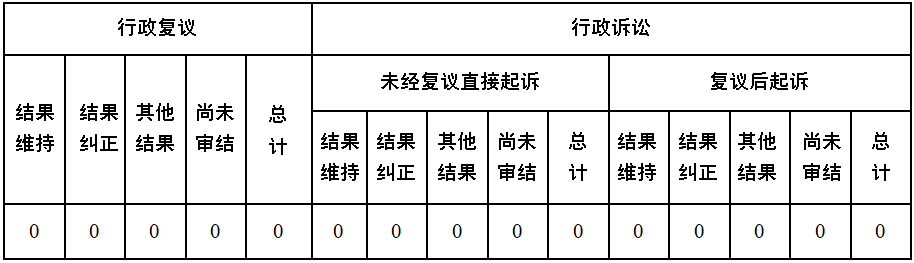 行政复议 行政诉讼
未经复议直接起诉 复议后起诉
结果维持 结果纠正 其他结果 尚未审结 总计 结果维持 结果纠正 其他结果 尚未审结 总计 结果维持 结果纠正 其他结果 尚未审结 总计
0 0 0 0 0 0 0 0 0 0 0 0 0 0 0